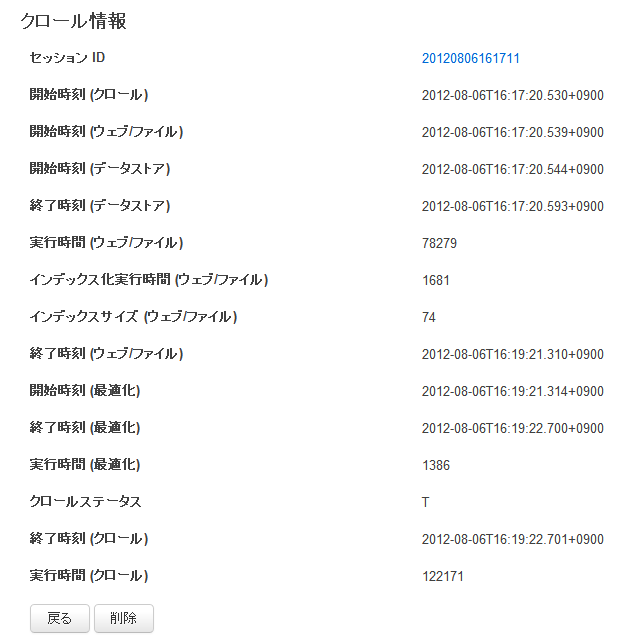 クロール情報
セッション ID 20120806161711
開始時刻 (クロール) 2012-08-06T16:17:20.530+0900
開始時刻 (ウェブ/ファイル) 2012-08-06T16:17:20.539+0900
開始時刻 (データストア) 2012-08-06T16:17:20.544+0900
終了時刻 (データストア) 2012-08-06T16:17:20.593+0900
実行時間 (ウェブ/ファイル) 78279
インデックス化実行時間 (ウェブ/ファイル) 1681
インデックスサイズ (ウェブ/ファイル) 74
終了時刻 (ウェブ/ファイル) 2012-08-06T16:19:21.310+0900
開始時刻 (最適化) 2012-08-06T16:19:21.314+0900
終了時刻 (最適化) 2012-08-06T16:19:22.700+0900
実行時間 (最適化) 1386
クロールステータス T
終了時刻 (クロール) 2012-08-06T16:19:22.701+0900
実行時間 (クロール) 122171
戻る 削除